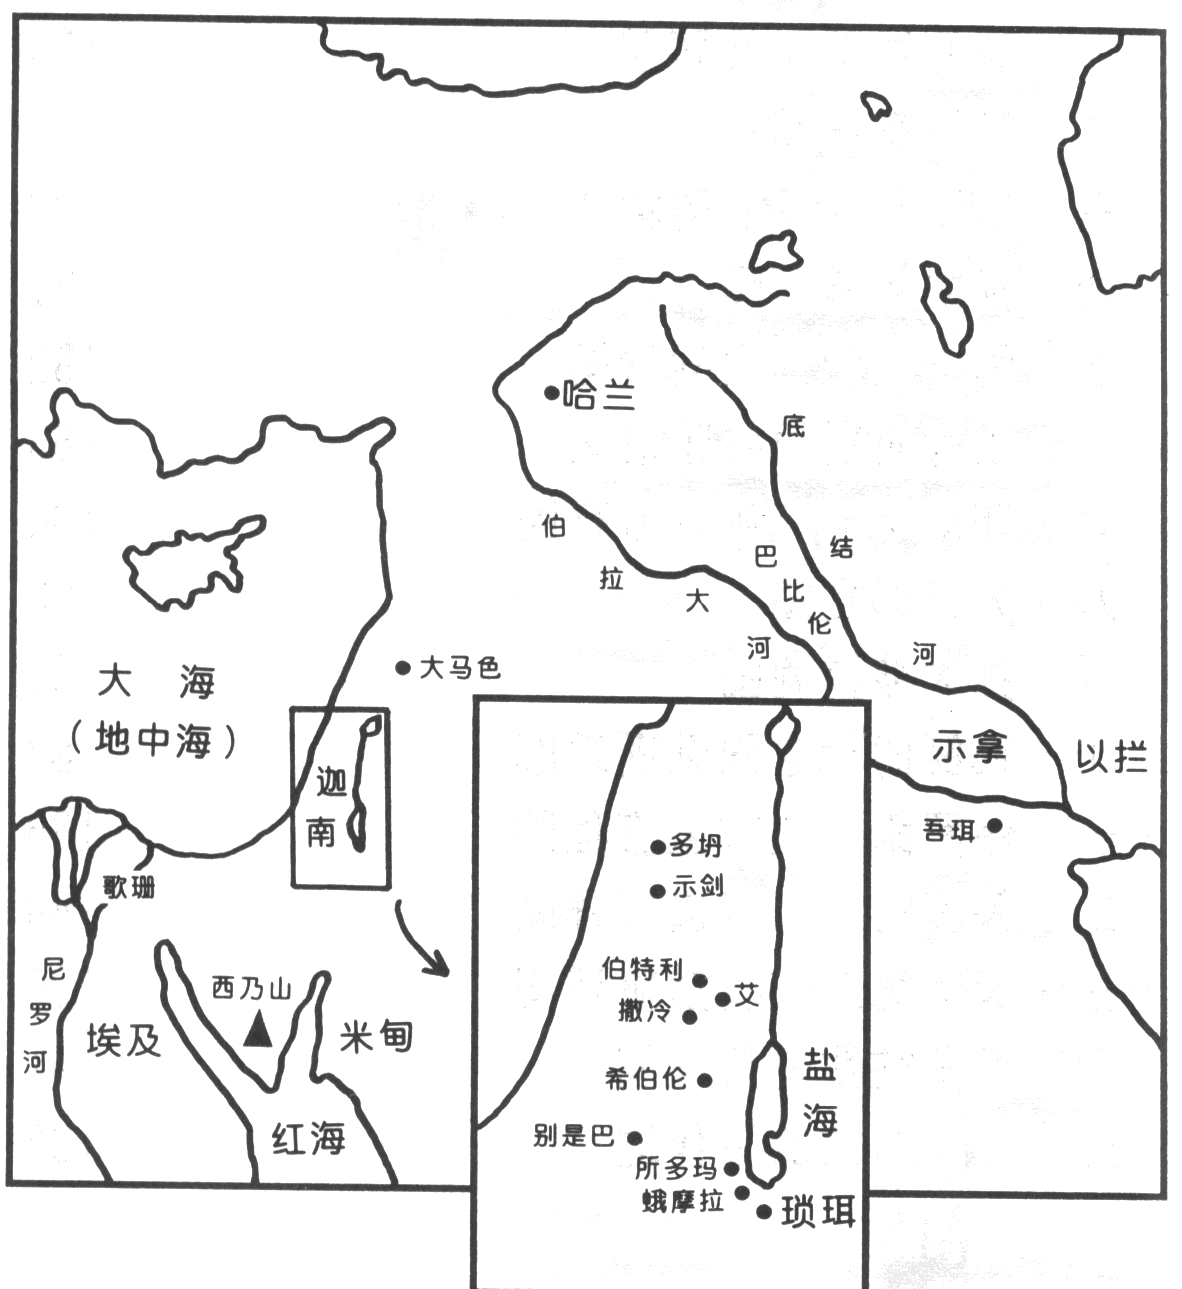 哈兰
底结河
伯拉大河
巴比伦
大海
（地中海）
大马色
迦南
示拿
以拦
吾珥
歌珊
尼罗河
埃及
西乃山
米甸
红海
多坍
示剑
伯特利
艾
撒冷
希伯伦
别是巴
盐海
所多玛
蛾摩拉
琐珥